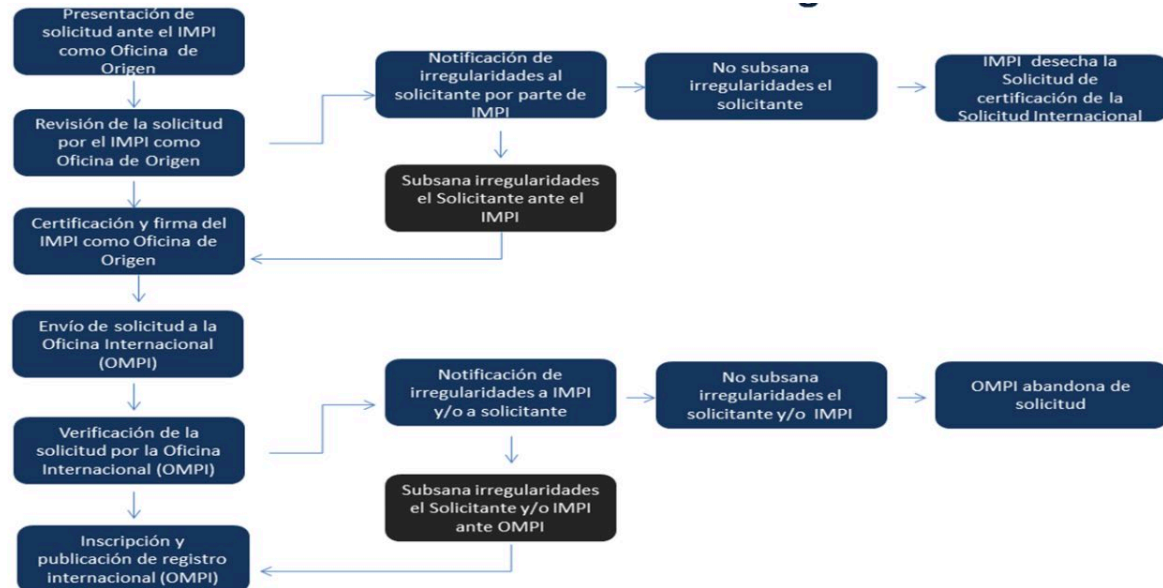 Presentación de
solicitud ante el IMPI
como Oficina de
Origen
Revisión de la solicitud
por el IMPI como
Oficina de Origen
Certificación y firma del
IMPI como Oficina de
Origen
Envío de solicitud a la
Oficina Internacional
(OMPI)
Verificación de la
solicitud por la Oficina
Internacional (OMPI)
Inscripción y
publicación de registro
internacional (OMPI)
Notificación de
irregularidades al
solicitante por parte de
IMPI
No subsana
irregularidades el
solicitante
IMPI desecha la
Solicitud de
certificación de la
Solicitud Internacional
Subsana irregularidades
el Solicitante ante el
IMPI
Notificación de
irregularidades a IMPI
y/o a solicitante
No subsana
irregularidades el
solicitante y/o IMPI
OMPI abandona de
solicitud
Subsana irregularidades
el Solicitante y/o IMPI
ante OMPI